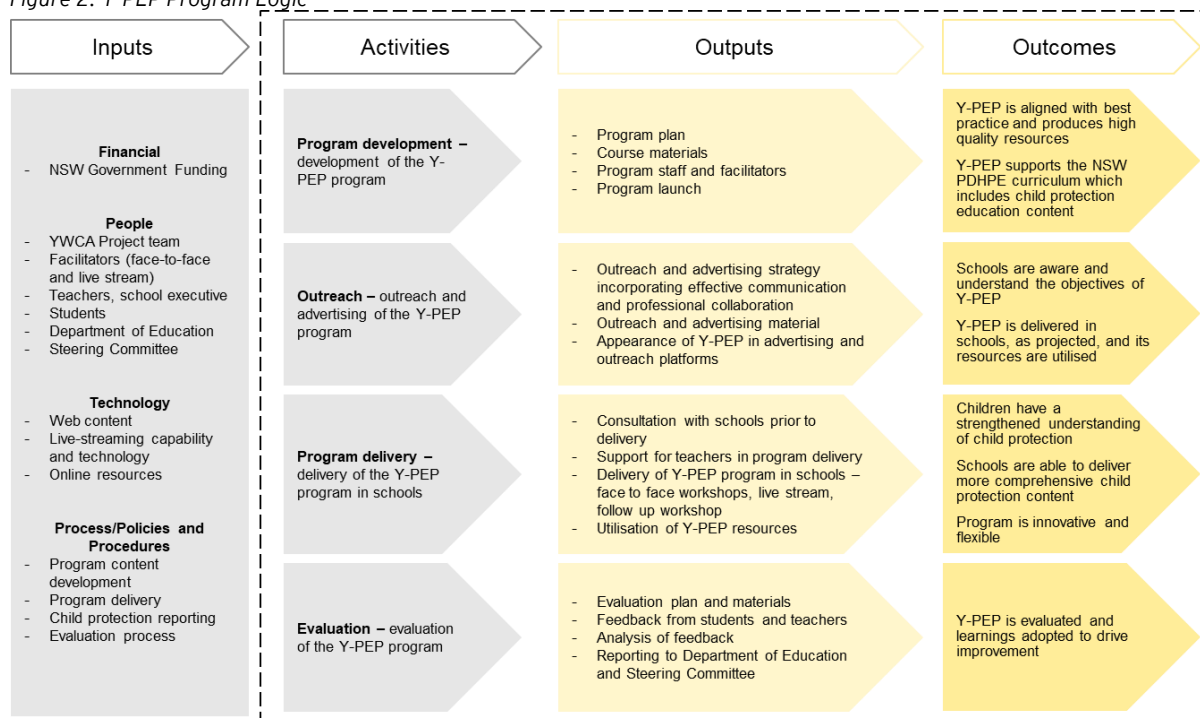 Figure 2. Y-PEP Program Logic
Inputs
Activities
Outputs
Outcomes
Financial
- NSW Government Funding
People
- YWCA Project team
- Facilitators (face-to-face
and live stream)
- Teachers, school executive
- Students
- Department of Education
- Steering Committee
Technology
- Web content
- Live-streaming capability
and technology
- Online resources
Process/Policies and
Procedures
- Program content
development
- Program delivery
- Child protection reporting
- Evaluation process
Program development –
development of the Y-
PEP program
- Program plan
- Course materials
- Program staff and facilitators
- Program launch
Y-PEP is aligned with best
practice and produces high
quality resources
Y-PEP supports the NSW
PDHPE curriculum which
includes child protection
education content
Outreach – outreach and
advertising of the Y-PEP
program
- Outreach and advertising strategy
incorporating effective communication
and professional collaboration
- Outreach and advertising material
- Appearance of Y-PEP in advertising and
outreach platforms
Schools are aware and
understand the objectives of
Y-PEP
Y-PEP is delivered in
schools, as projected, and its
resources are utilised
Program delivery –
delivery of the Y-PEP
program in schools
- Consultation with schools prior to
delivery
- Support for teachers in program delivery
- Delivery of Y-PEP program in schools –
face to face workshops, live stream,
follow up workshop
- Utilisation of Y-PEP resources
Children have a
strengthened understanding
of child protection
Schools are able to deliver
more comprehensive child
protection content
Program is innovative and
flexible
Evaluation – evaluation
of the Y-PEP program
- Evaluation plan and materials
- Feedback from students and teachers
- Analysis of feedback
- Reporting to Department of Education
and Steering Committee
Y-PEP is evaluated and
learnings adopted to drive
improvement